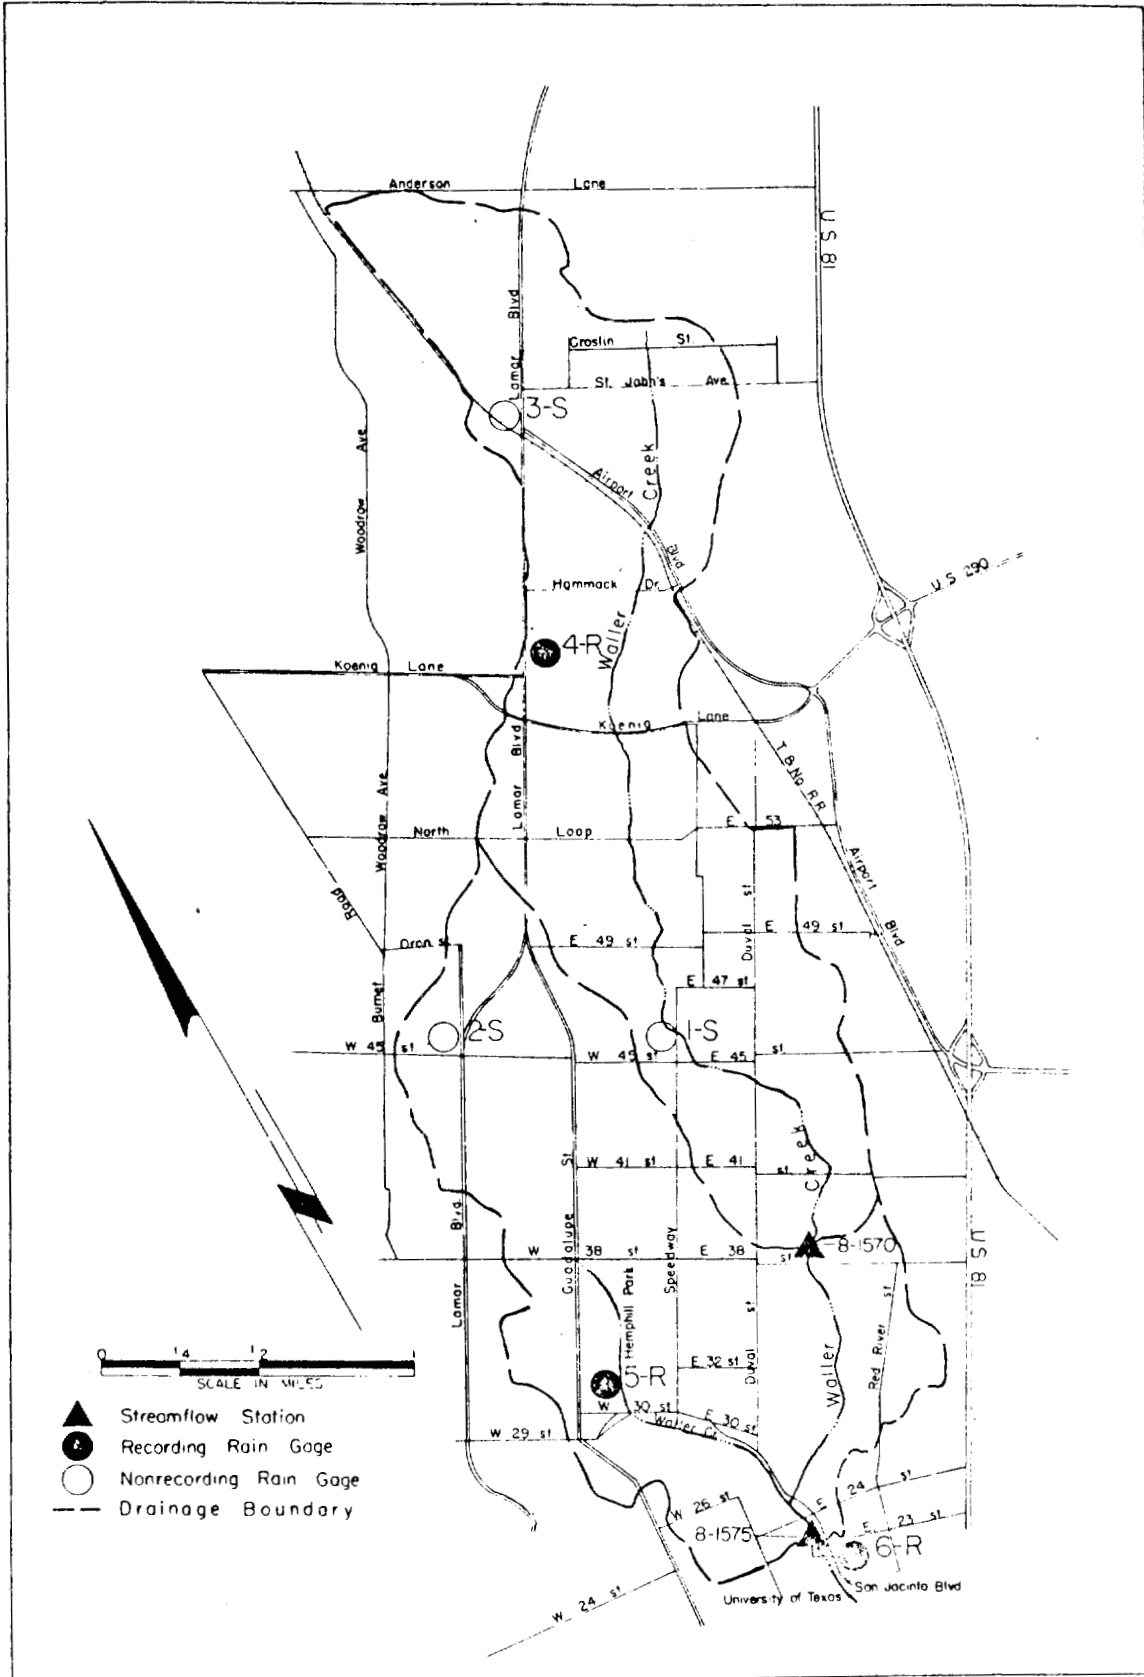 Anderson Lane
U S 81
Lamar Blvd
Croslin St.
St. John's Ave.
3-S
Woodrow Ave
Airport Blvd
Creek
Hammack Dr
U S 290
4-R
Waller
Koenig Lane
Koenig Lane
Lamar Blvd
T B No R R
Woodrow Ave
North Loop
E 53
Airport Blvd
Road
Duval st
E 49 st
E 49 st
E 47 st
Burnet
2-S
1-S
W 45 st
W 45 st
E 45 st
Creek
W 41 st
E 41 st
8-1570
W 38 st
E 38 st
U S 81
Lamar Blvd.
Guadalupe St
Hemphill Park
Speedway
Duval st
Red River st
E 32 st
Waller
5-R
W 30 st
E 30 st
Waller Cr
W 29 st
0 .4 .2 1
SCALE IN MILES
Streamflow Station
Recording Rain Gage
Nonrecording Rain Gage
Drainage Boundary
E 24 st
W 26 st
E 23 st
8-1575
6-R
San Jacinto Blvd
University of Texas
W 24 st